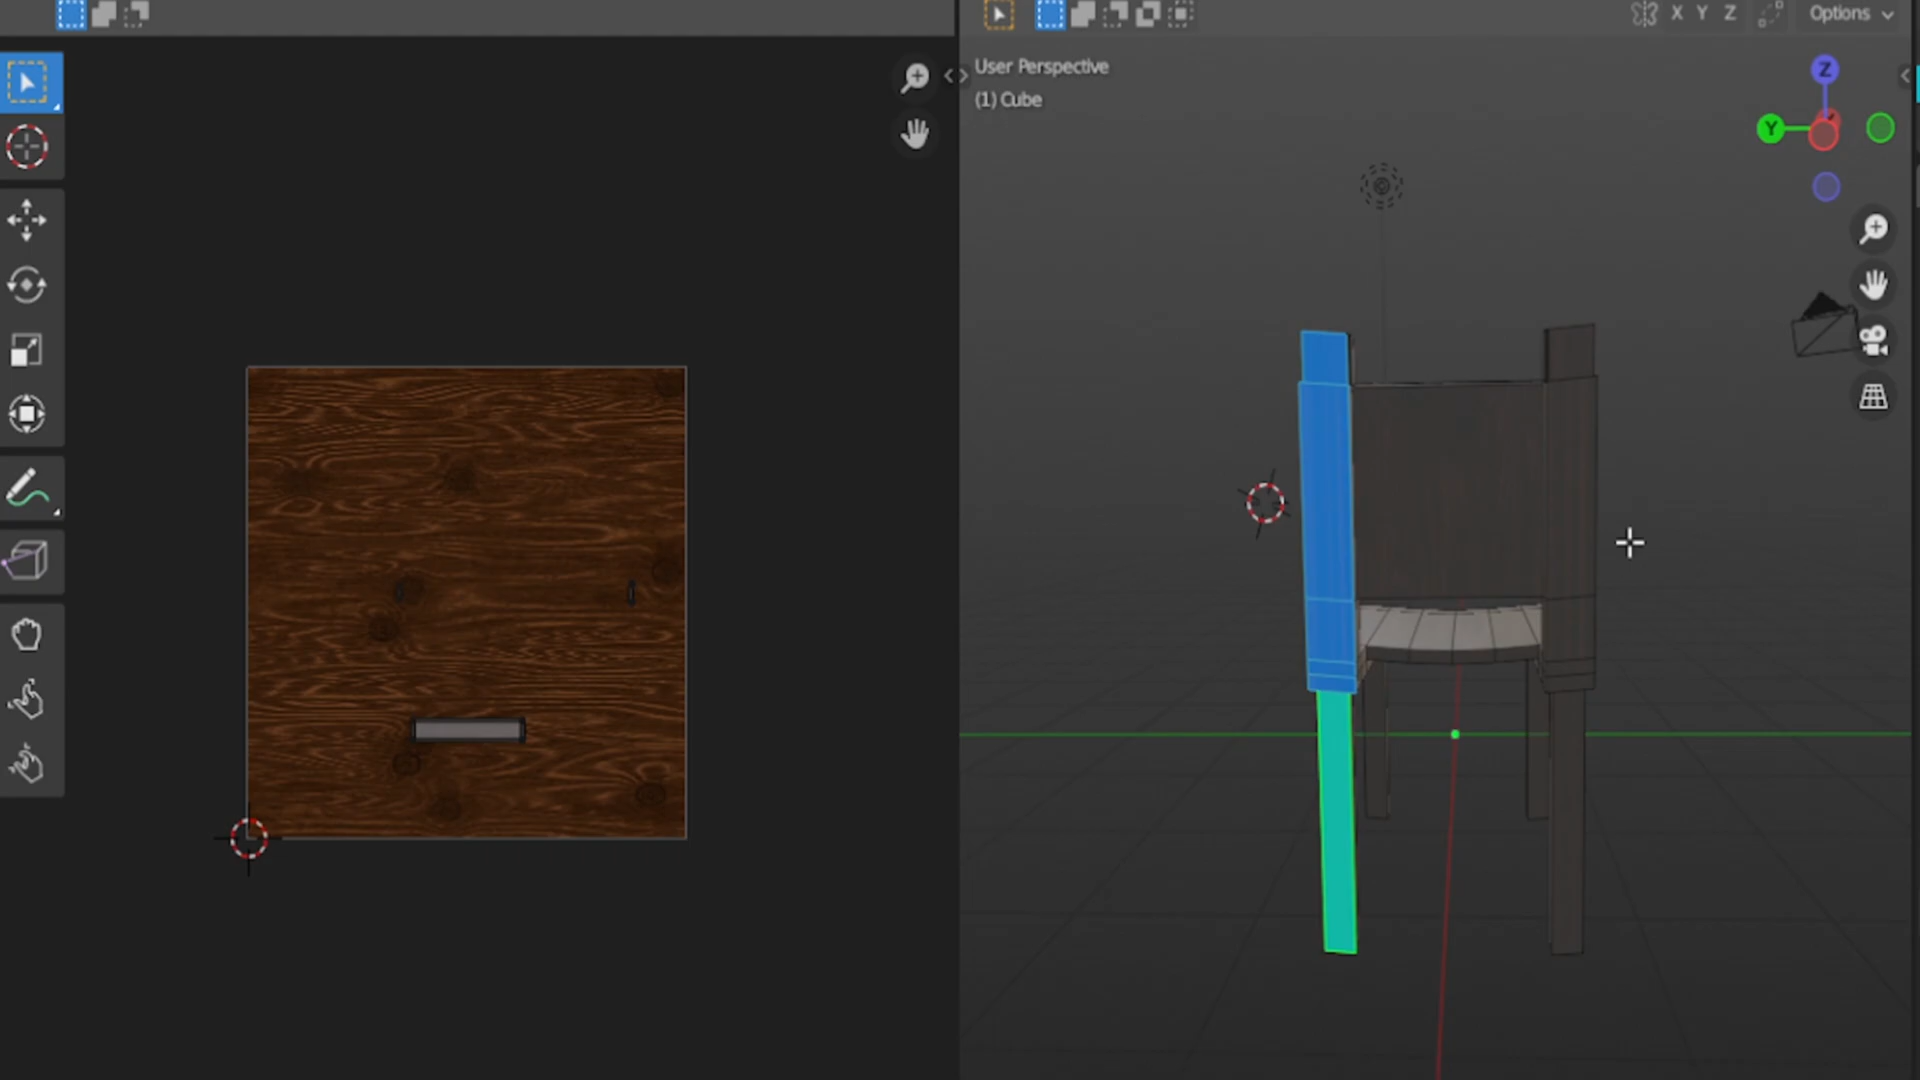 X Y Z Options
User Perspective
(1) Cube
Z
Y